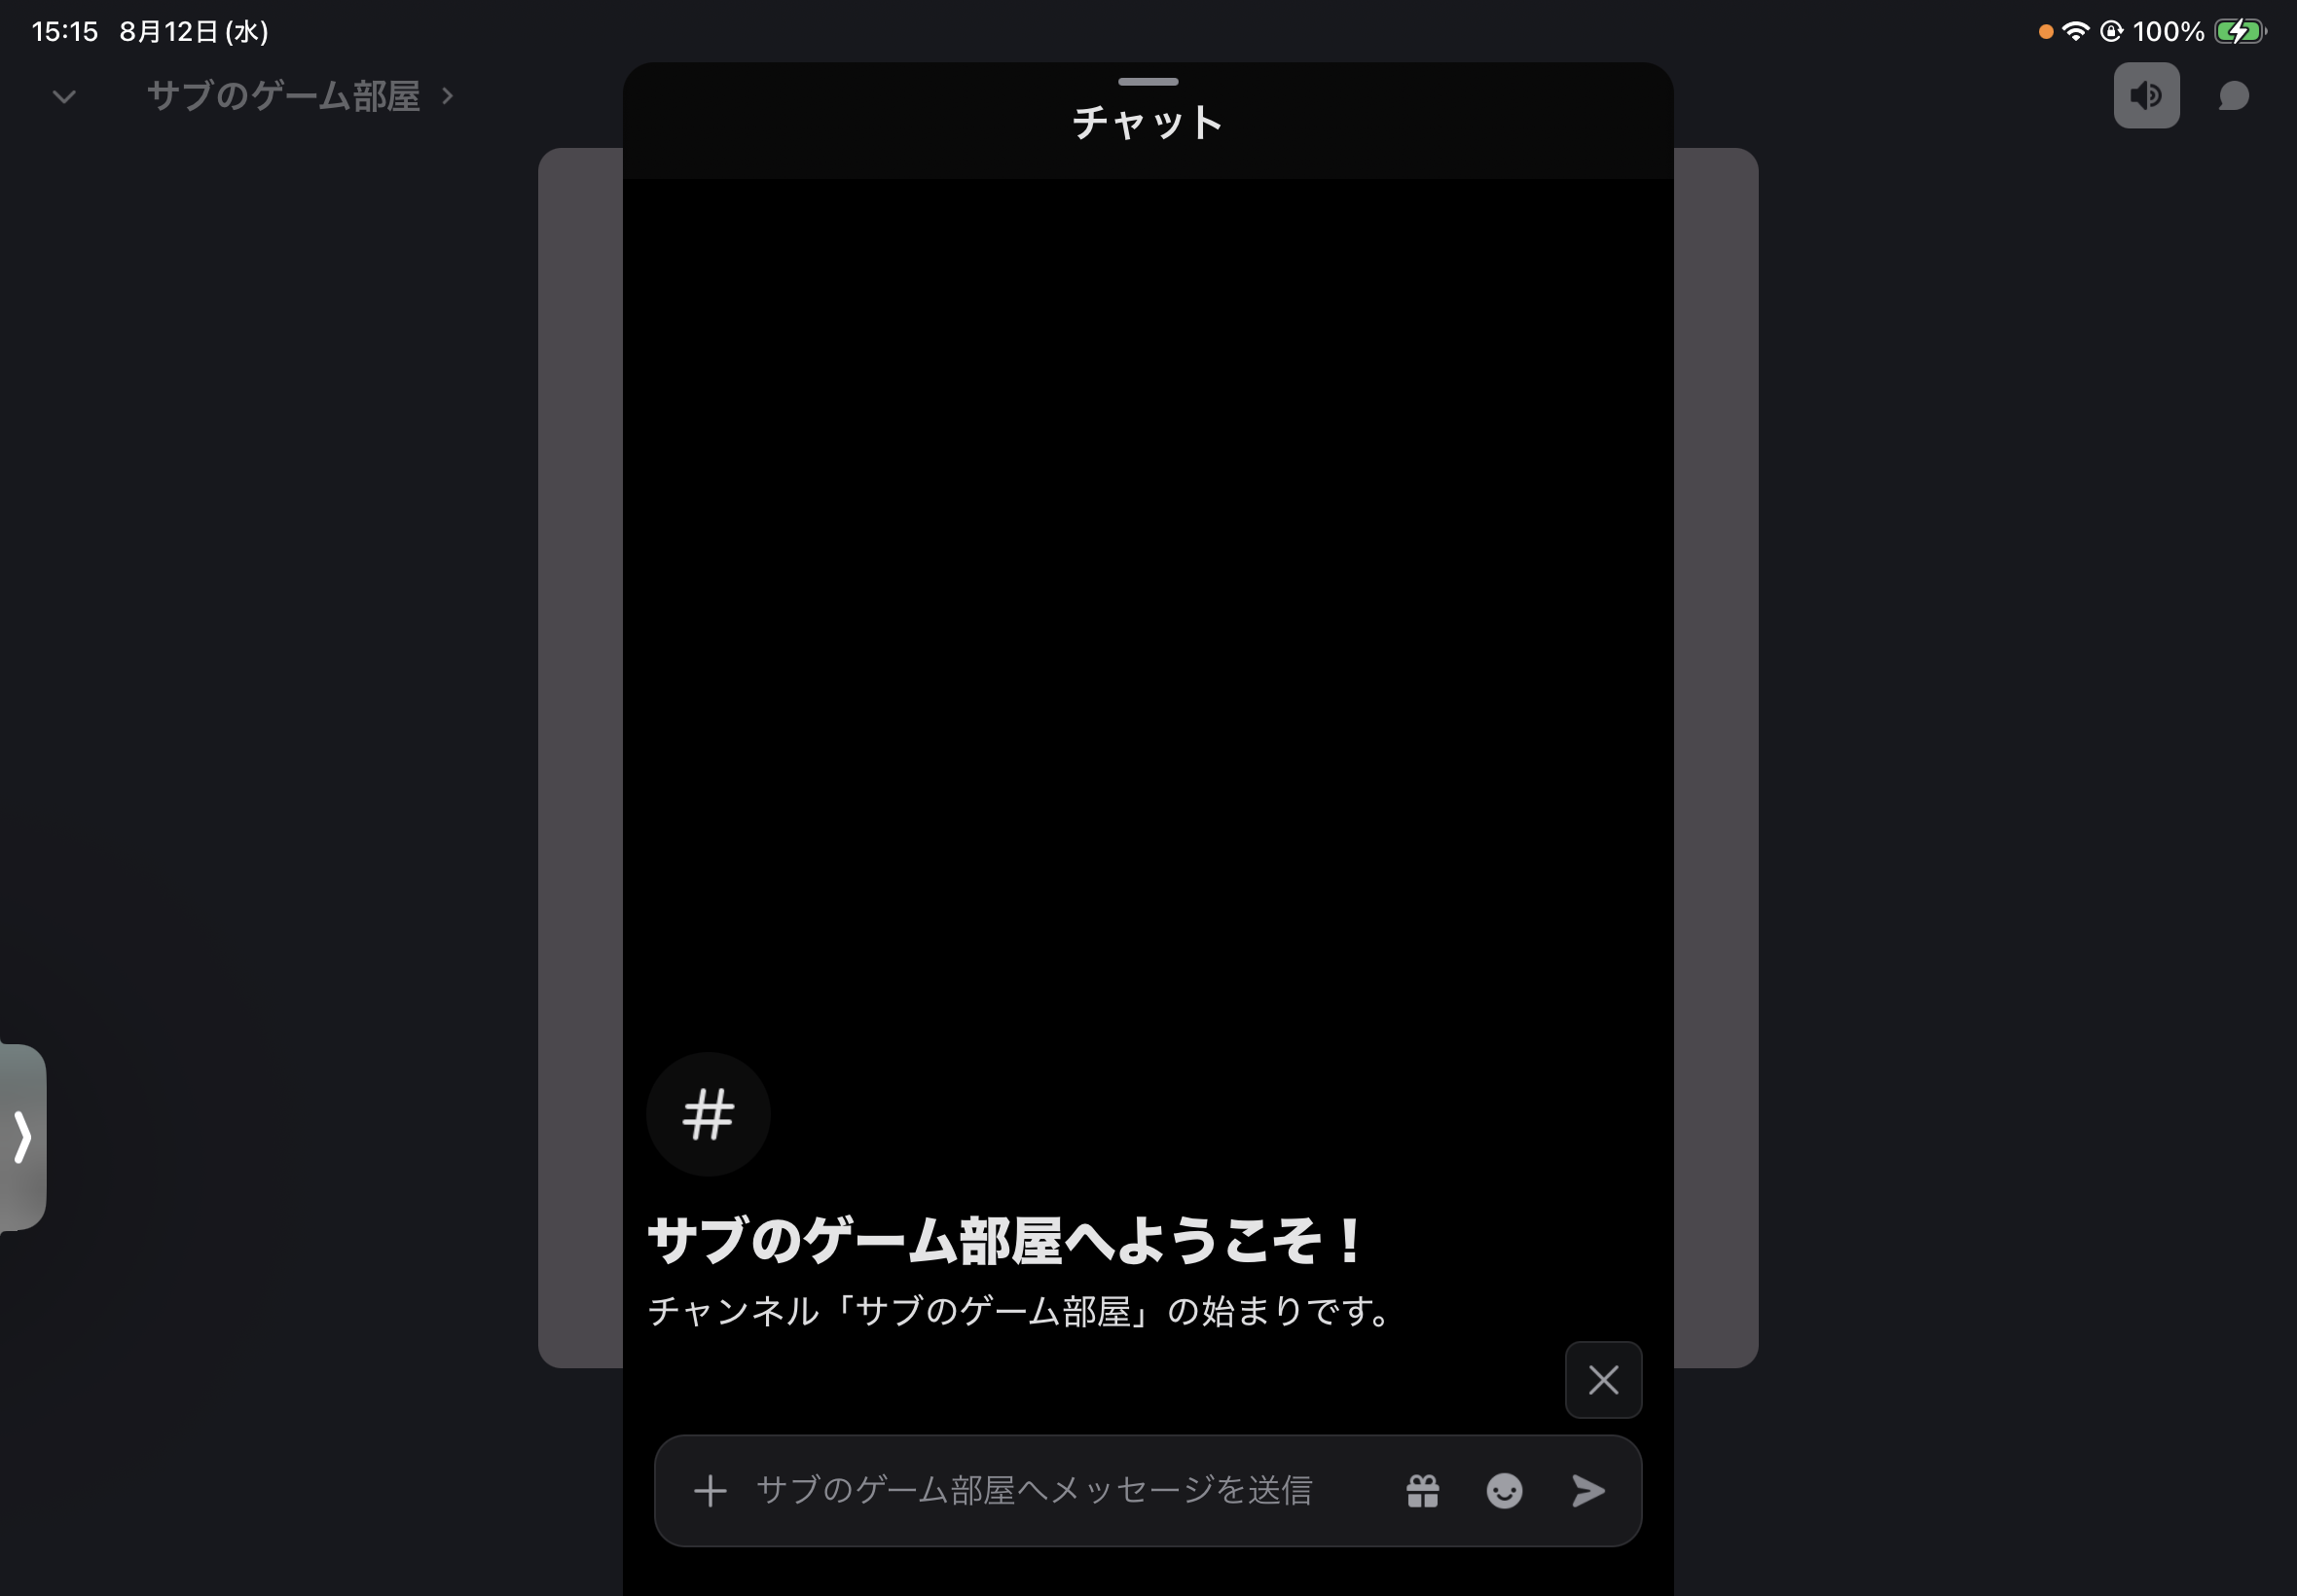 15:15 8月12日(水)
100%
サブのゲーム部屋
チャット
サブのゲーム部屋へようこそ！
チャンネル「サブのゲーム部屋」の始まりです。
サブのゲーム部屋へメッセージを送信